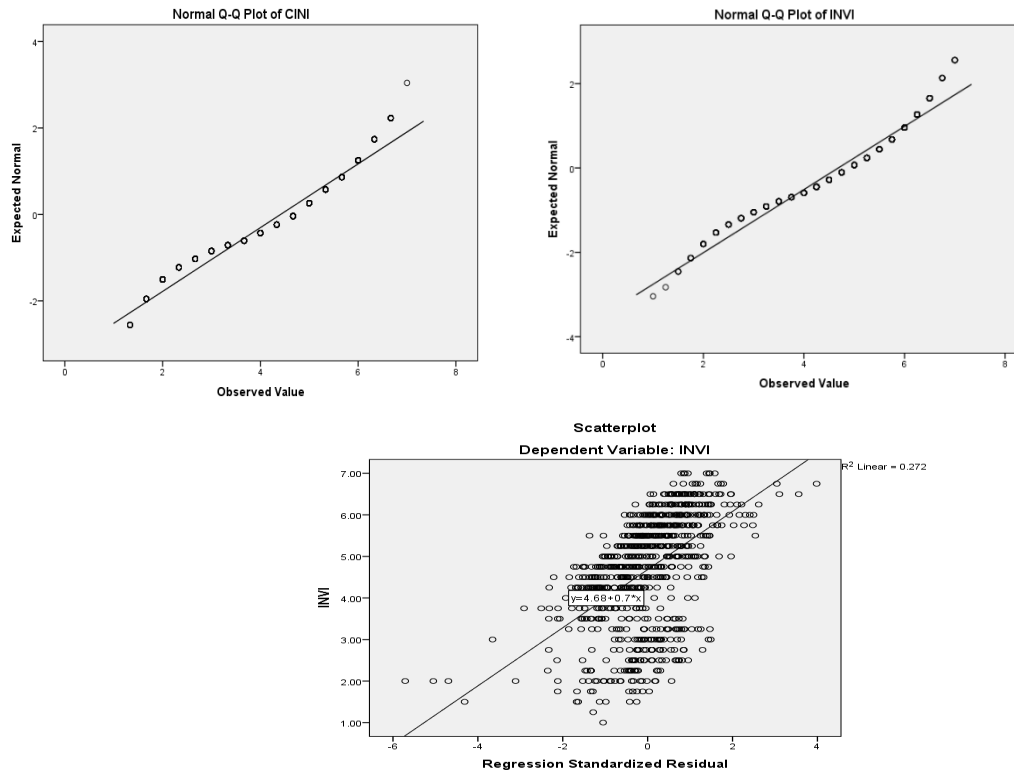 Normal Q-Q Plot of CINI
4
2
0
-2
Expected Normal
0 2 4 6 8
Observed Value
Normal Q-Q Plot of INVI
2
0
-2
-4
Expected Normal
0 2 4 6 8
Observed Value
Scatterplot
Dependent Variable: INVI
R² Linear = 0.272
7.00
6.00
5.00
4.00
3.00
2.00
1.00
INVI
y=4.68+0.7*x
-6 -4 -2 0 2 4
Regression Standardized Residual